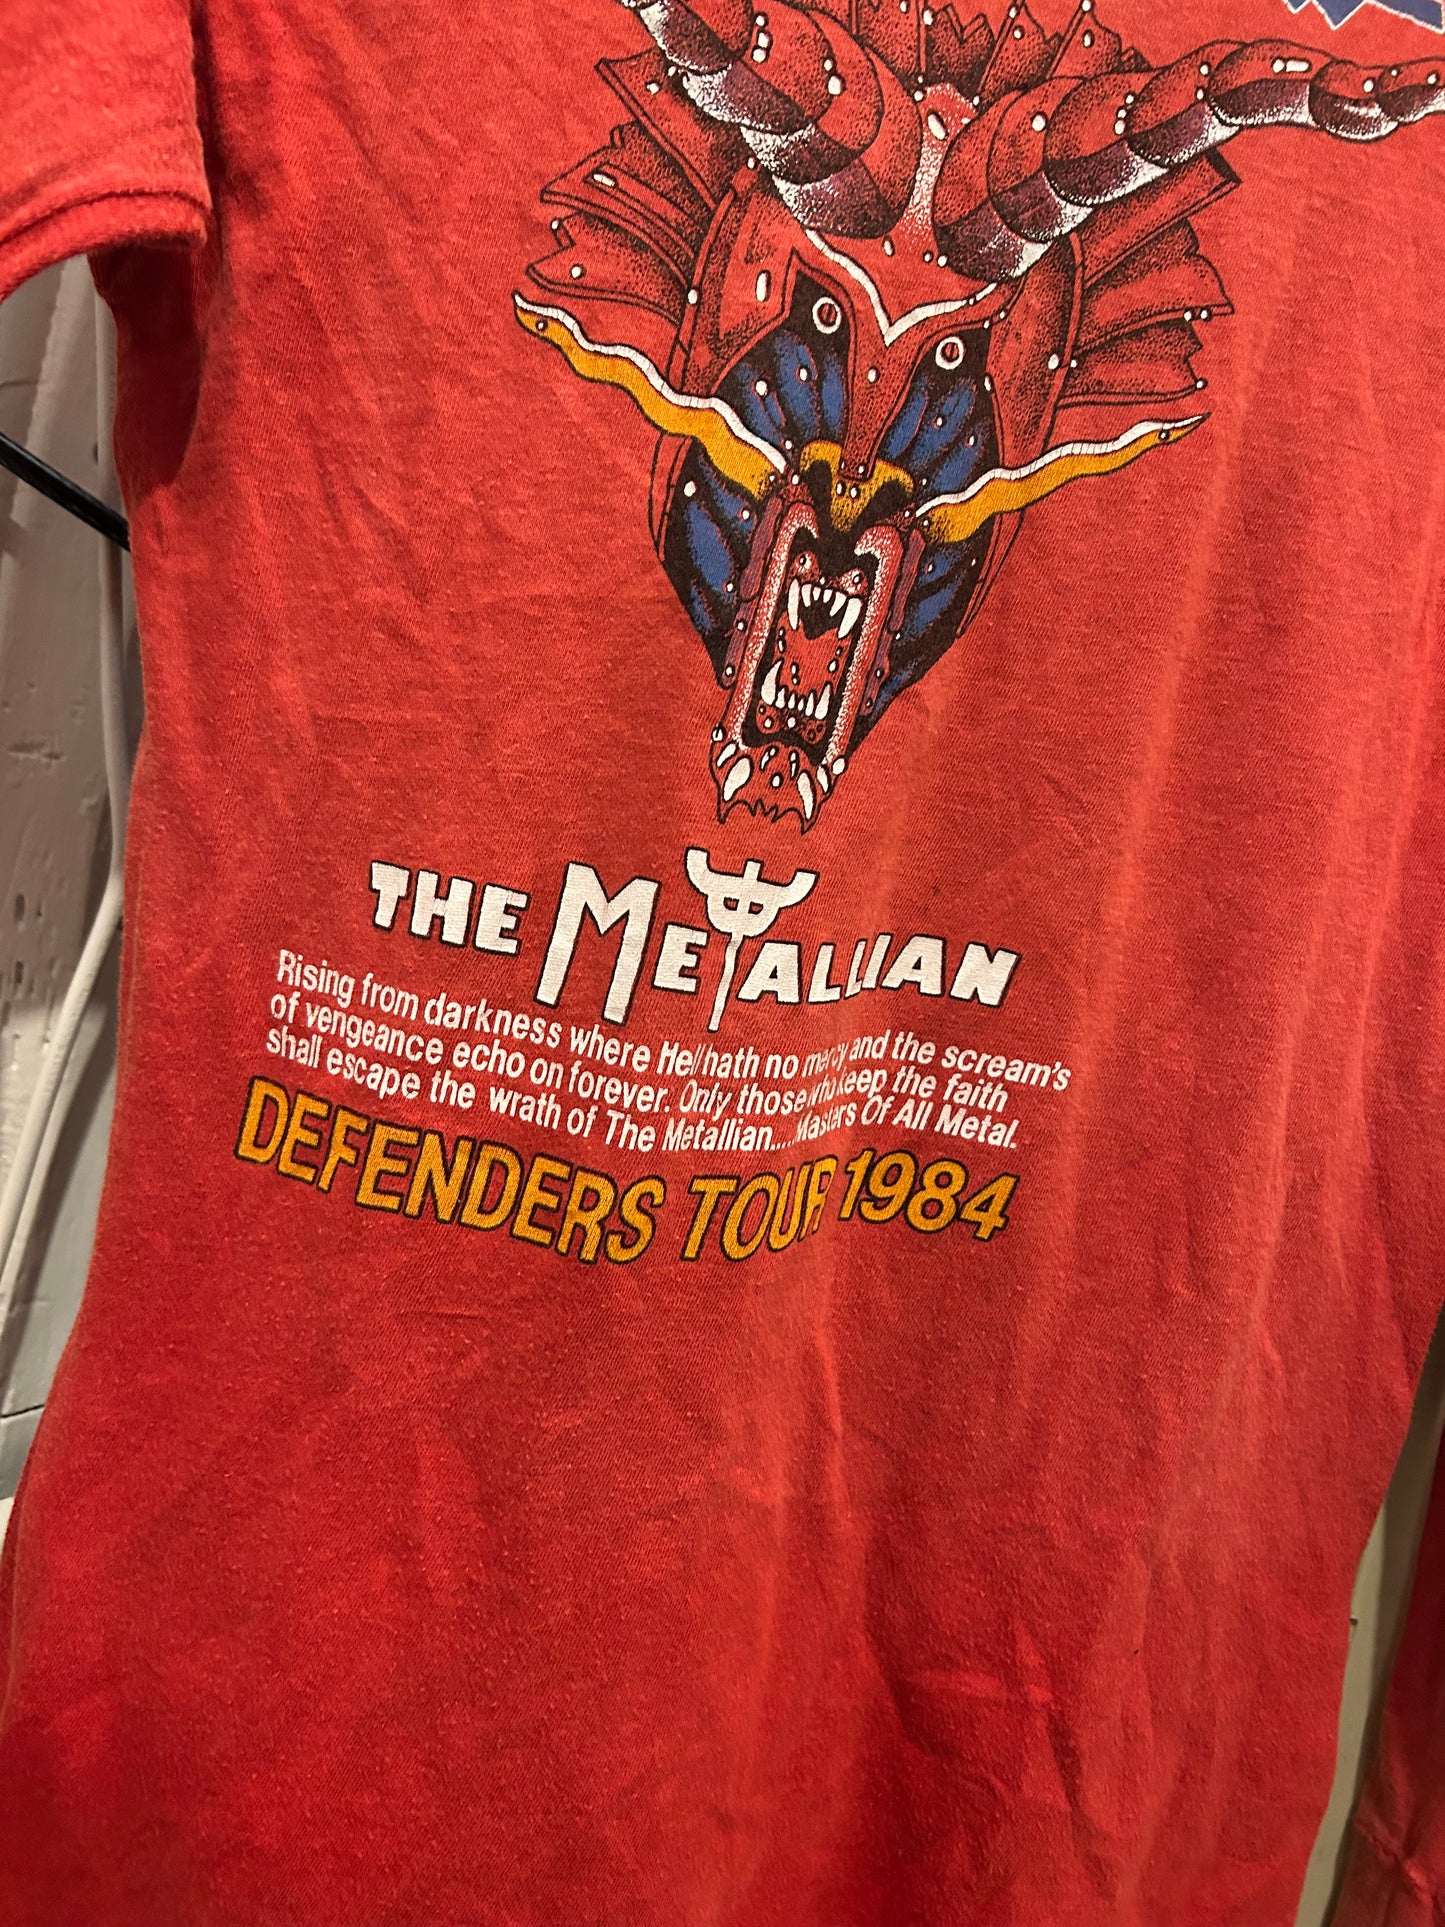 THE METALLIAN
Rising from darkness where Hell hath no mercy and the scream's
of vengeance echo on forever. Only those who keep the faith
shall escape the wrath of The Metallian....Masters Of All Metal.
DEFENDERS TOUR 1984